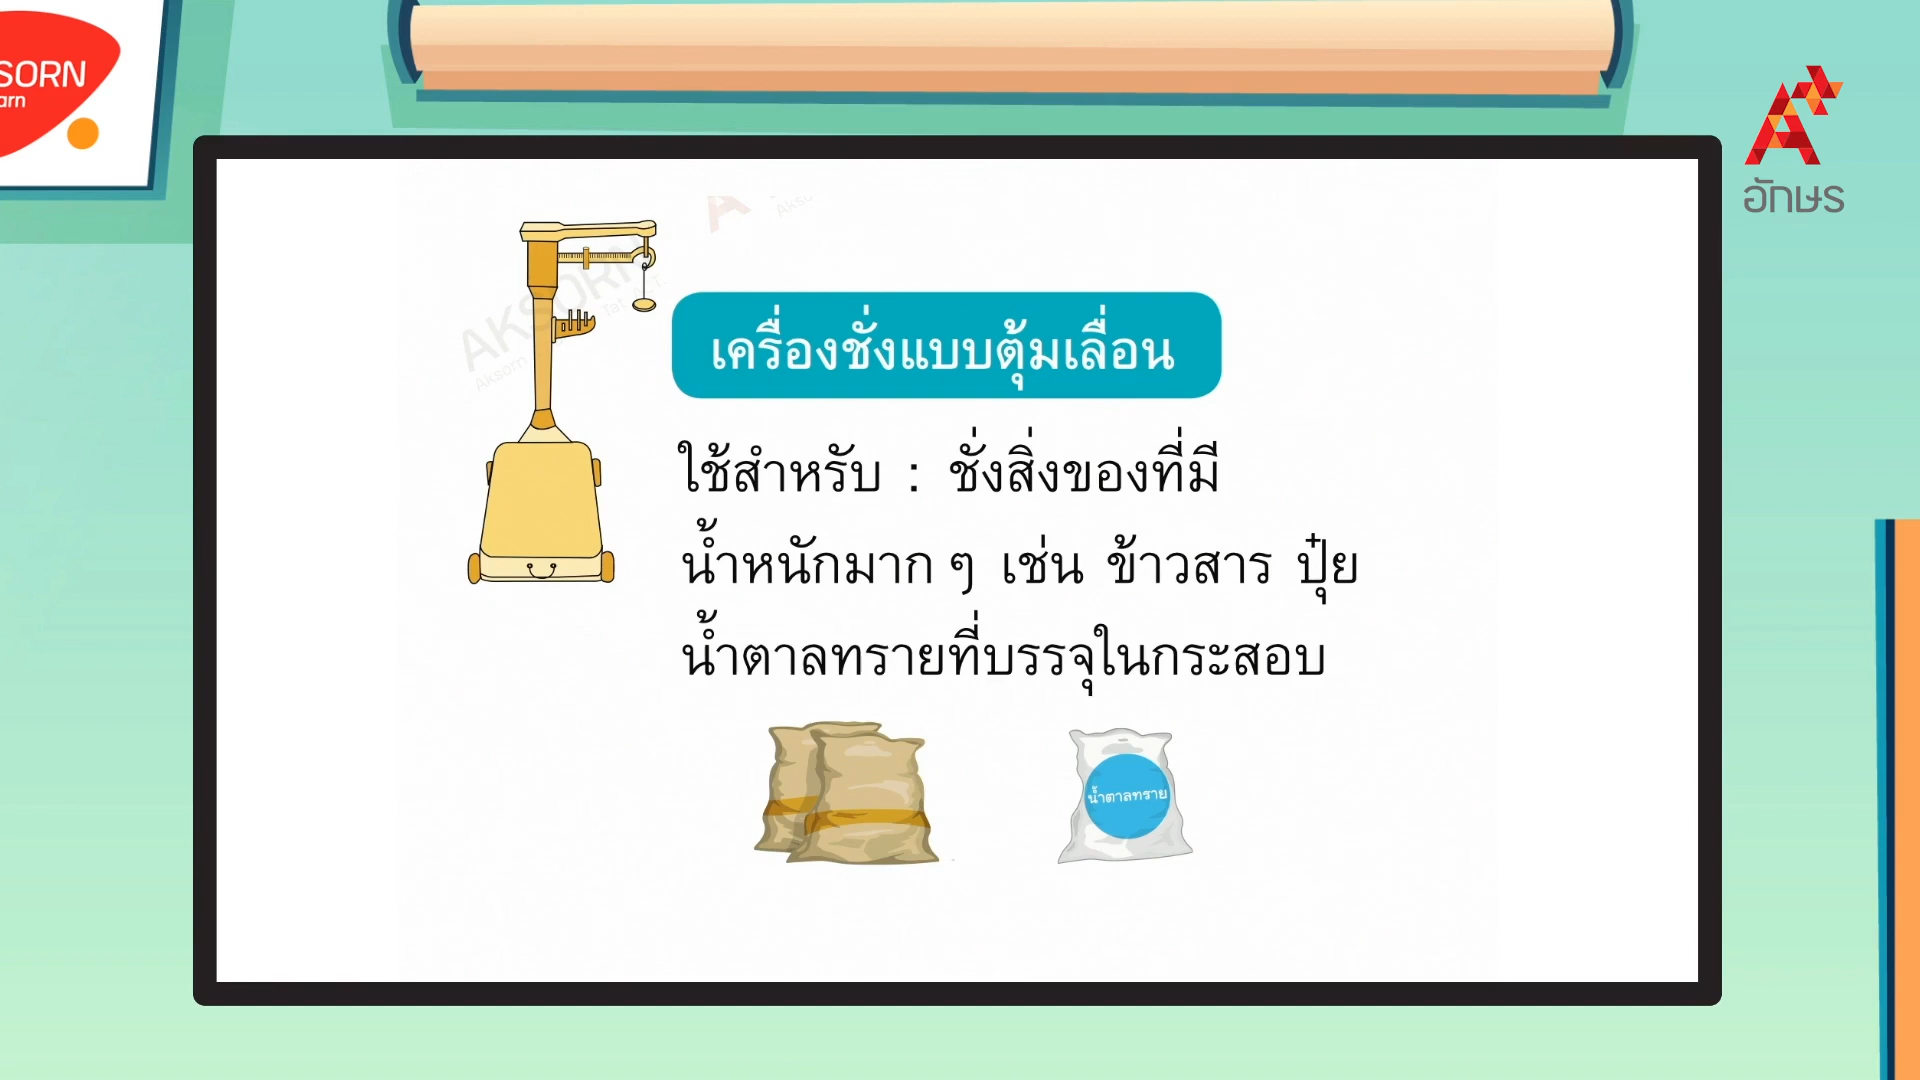 SORN
arn
อักษร
AKSORN
Aksorn
Aksorn
เครื่องชั่งแบบตุ้มเลื่อน
ใช้สำหรับ : ชั่งสิ่งของที่มี
น้ำหนักมาก ๆ เช่น ข้าวสาร ปุ๋ย
น้ำตาลทรายที่บรรจุในกระสอบ
น้ำตาลทราย